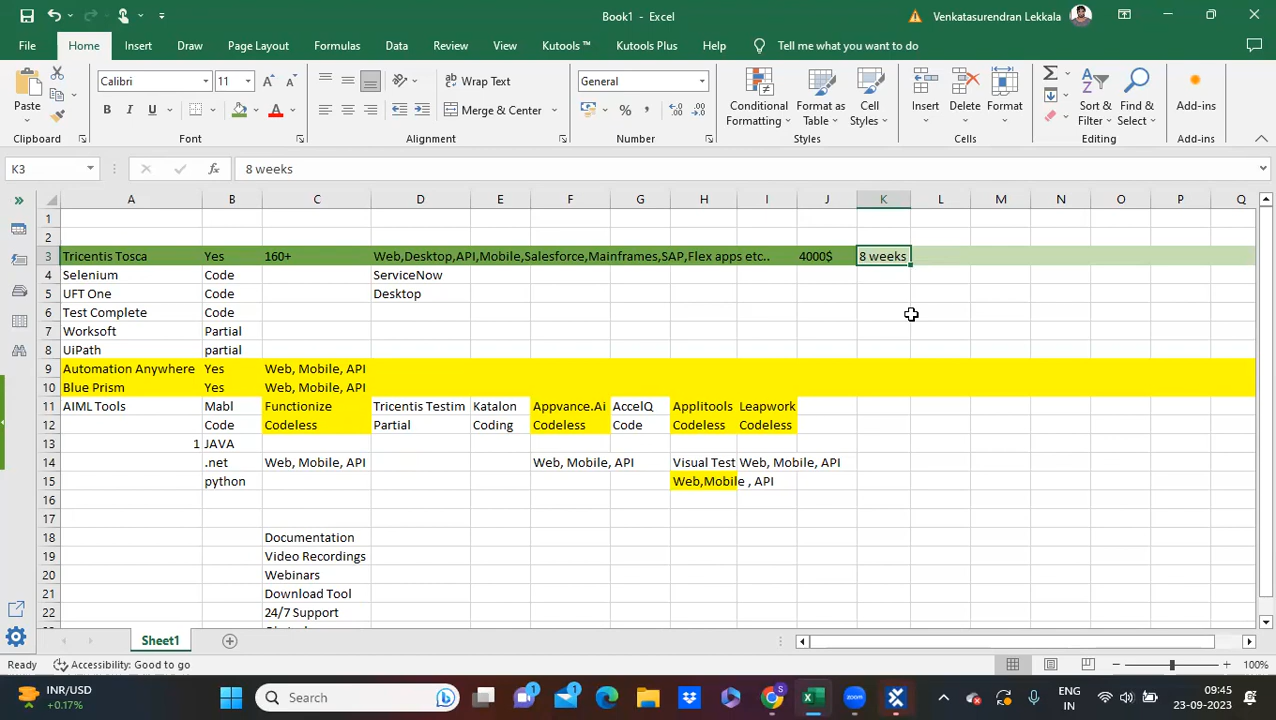 Book1 - Excel
Venkatasurendran Lekkala
File Home Insert Draw Page Layout Formulas Data Review View Kutools ™ Kutools Plus Help Tell me what you want to do
Calibri 11 Wrap Text General
Paste B I U Merge & Center Conditional Formatting Format as Table Cell Styles Insert Delete Format Sort & Filter Find & Select Add-ins
Clipboard Font Alignment Number Styles Cells Editing Add-ins
K3 fx 8 weeks
A B C D E F G H I J K L M N O P Q
1
2
3 Tricentis Tosca Yes 160+ Web,Desktop,API,Mobile,Salesforce,Mainframes,SAP,Flex apps etc.. 4000$ 8 weeks
4 Selenium Code ServiceNow
5 UFT One Code Desktop
6 Test Complete Code
7 Worksoft Partial
8 UiPath partial
9 Automation Anywhere Yes Web, Mobile, API
10 Blue Prism Yes Web, Mobile, API
11 AIML Tools Mabl Functionize Tricentis Testim Katalon Appvance.Ai AccelQ Applitools Leapwork
12 Code Codeless Partial Coding Codeless Code Codeless Codeless
13 1 JAVA
14 .net Web, Mobile, API Web, Mobile, API Visual Test Web, Mobile, API
15 python Web,Mobile , API
16
17
18 Documentation
19 Video Recordings
20 Webinars
21 Download Tool
22 24/7 Support
Sheet1
Ready Accessibility: Good to go 100%
INR/USD
+0.17%
Search
ENG
IN
09:45
23-09-2023